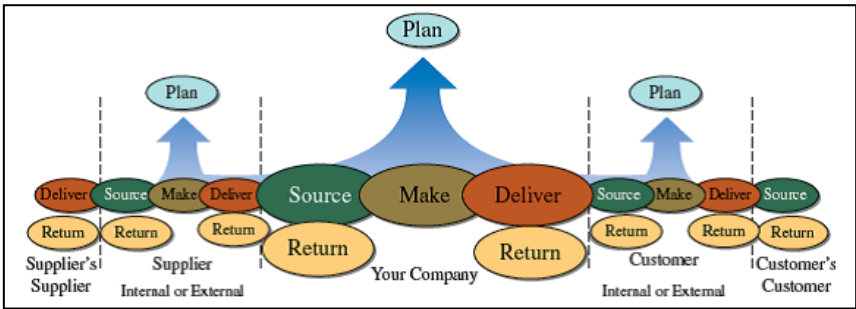 Plan
Plan
Plan
Deliver
Source
Make
Deliver
Source
Make
Deliver
Source
Make
Deliver
Source
Return
Return
Return
Return
Return
Return
Return
Return
Supplier's
Supplier
Supplier
Internal or External
Your Company
Customer
Internal or External
Customer's
Customer